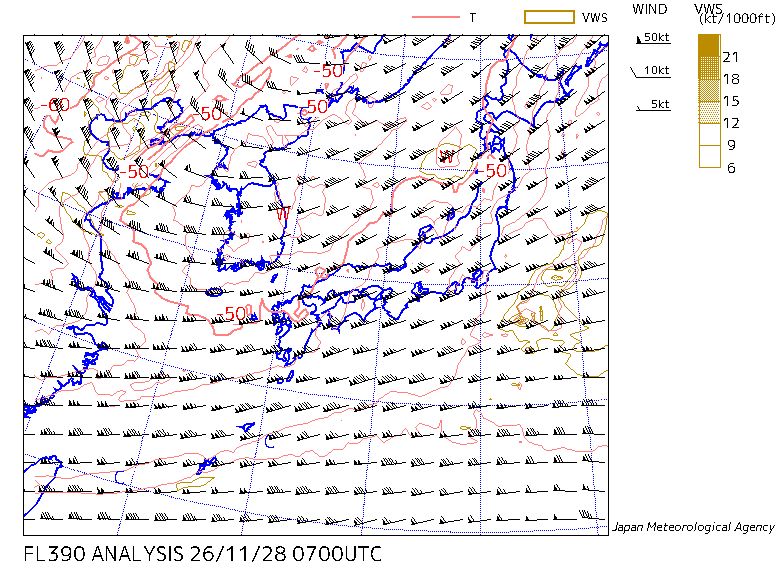 T
VWS
WIND
VWS
(kt/1000ft)
50kt
10kt
5kt
21
18
15
12
9
6
-50
-60
50
-50
-50
W
-50
W
-50
Japan Meteorological Agency
FL390 ANALYSIS 26/11/28 0700UTC